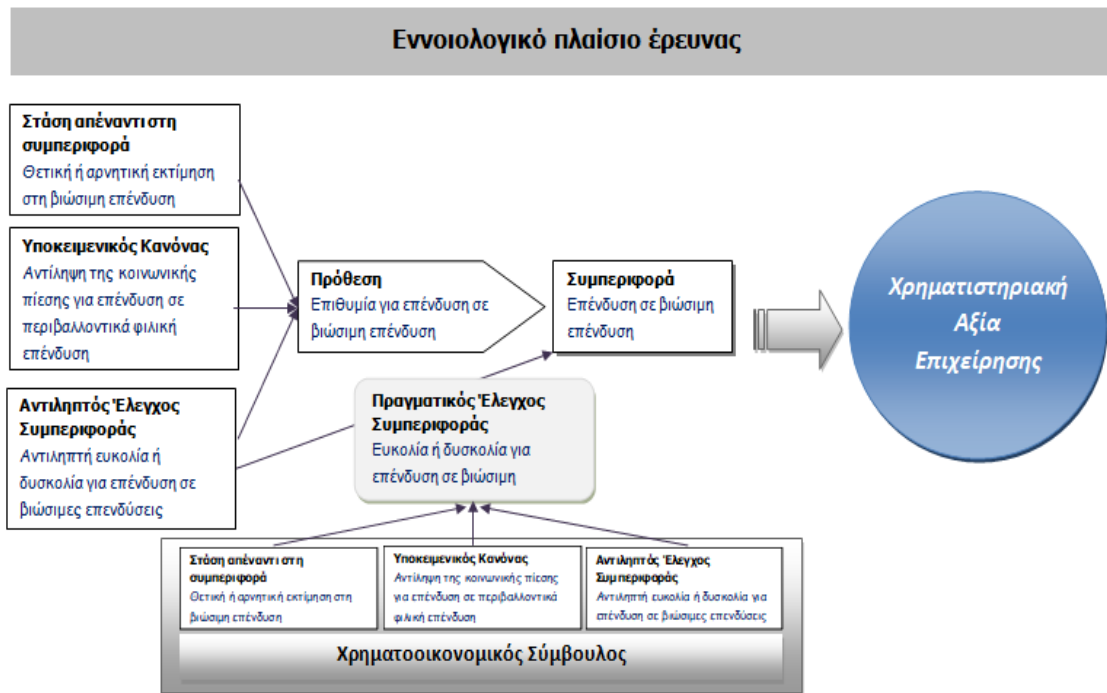 Εννοιολογικό πλαίσιο έρευνας
Στάση απέναντι στη
συμπεριφορά
Θετική ή αρνητική εκτίμηση
στη βιώσιμη επένδυση
Υποκειμενικός Κανόνας
Αντίληψη της κοινωνικής
πίεσης για επένδυση σε
περιβαλλοντικά φιλική
επένδυση
Αντιληπτός Έλεγχος
Συμπεριφοράς
Αντιληπτή ευκολία ή
δυσκολία για επένδυση σε
βιώσιμες επενδύσεις
Πρόθεση
Επιθυμία για επένδυση σε
βιώσιμη επένδυση
Συμπεριφορά
Επένδυση σε βιώσιμη
επένδυση
Χρηματιστηριακή
Αξία
Επιχείρησης
Πραγματικός Έλεγχος
Συμπεριφοράς
Ευκολία ή δυσκολία για
επένδυση σε βιώσιμη
Στάση απέναντι στη
συμπεριφορά
Θετική ή αρνητική εκτίμηση στη
βιώσιμη επένδυση
Υποκειμενικός Κανόνας
Αντίληψη της κοινωνικής πίεσης
για επένδυση σε περιβαλλοντικά
φιλική επένδυση
Αντιληπτός Έλεγχος
Συμπεριφοράς
Αντιληπτή ευκολία ή δυσκολία για
επένδυση σε βιώσιμες επενδύσεις
Χρηματοοικονομικός Σύμβουλος